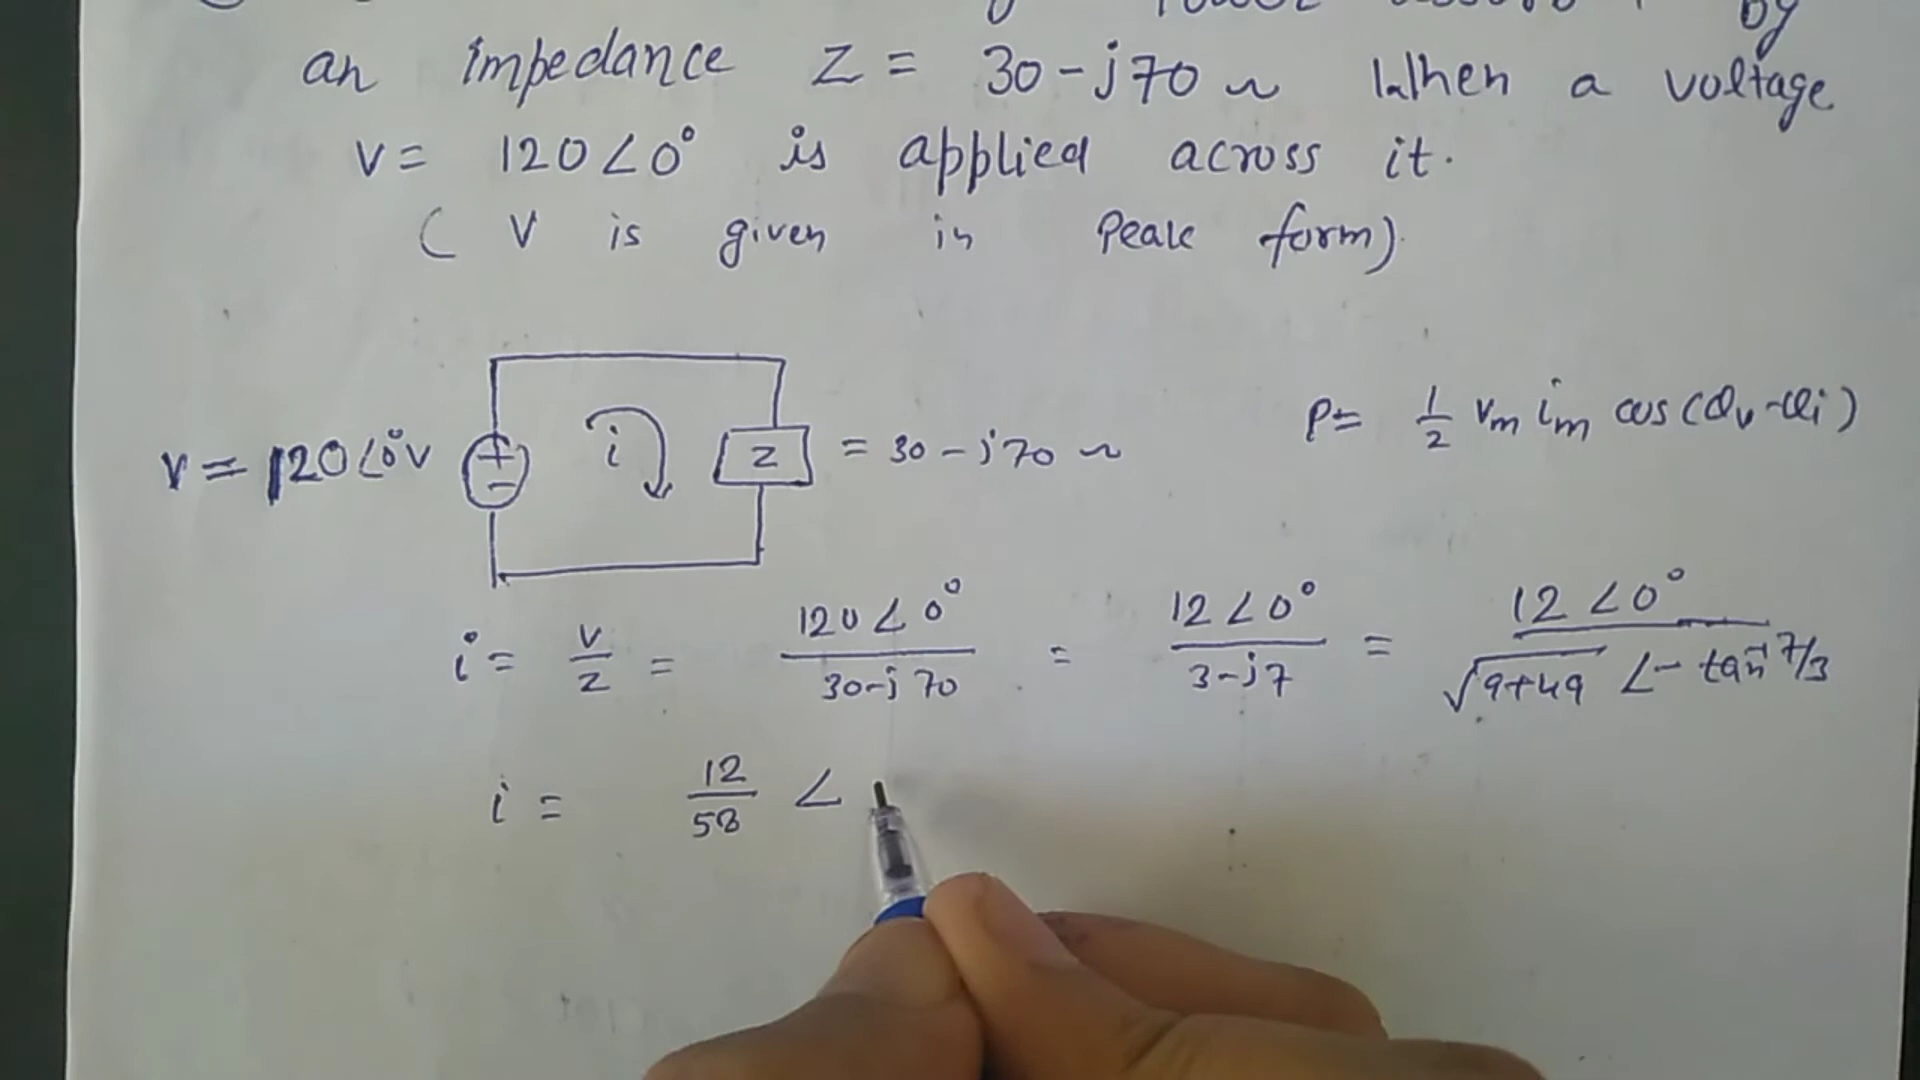 by
an impedance Z = 30-j70 ~ When a voltage
V= 120∠0° is applied across it.
( V is given in Peak form).
P= 1/2 Vm im cos(θv-θi)
V = 120∠0°V
+
-
i
Z
= 30-j70 ~
i = V/Z = 120∠0°/30-j70 = 12∠0°/3-j7 = 12∠0°/√9+49 ∠-tan⁻¹ 7/3
i = 12/58 ∠